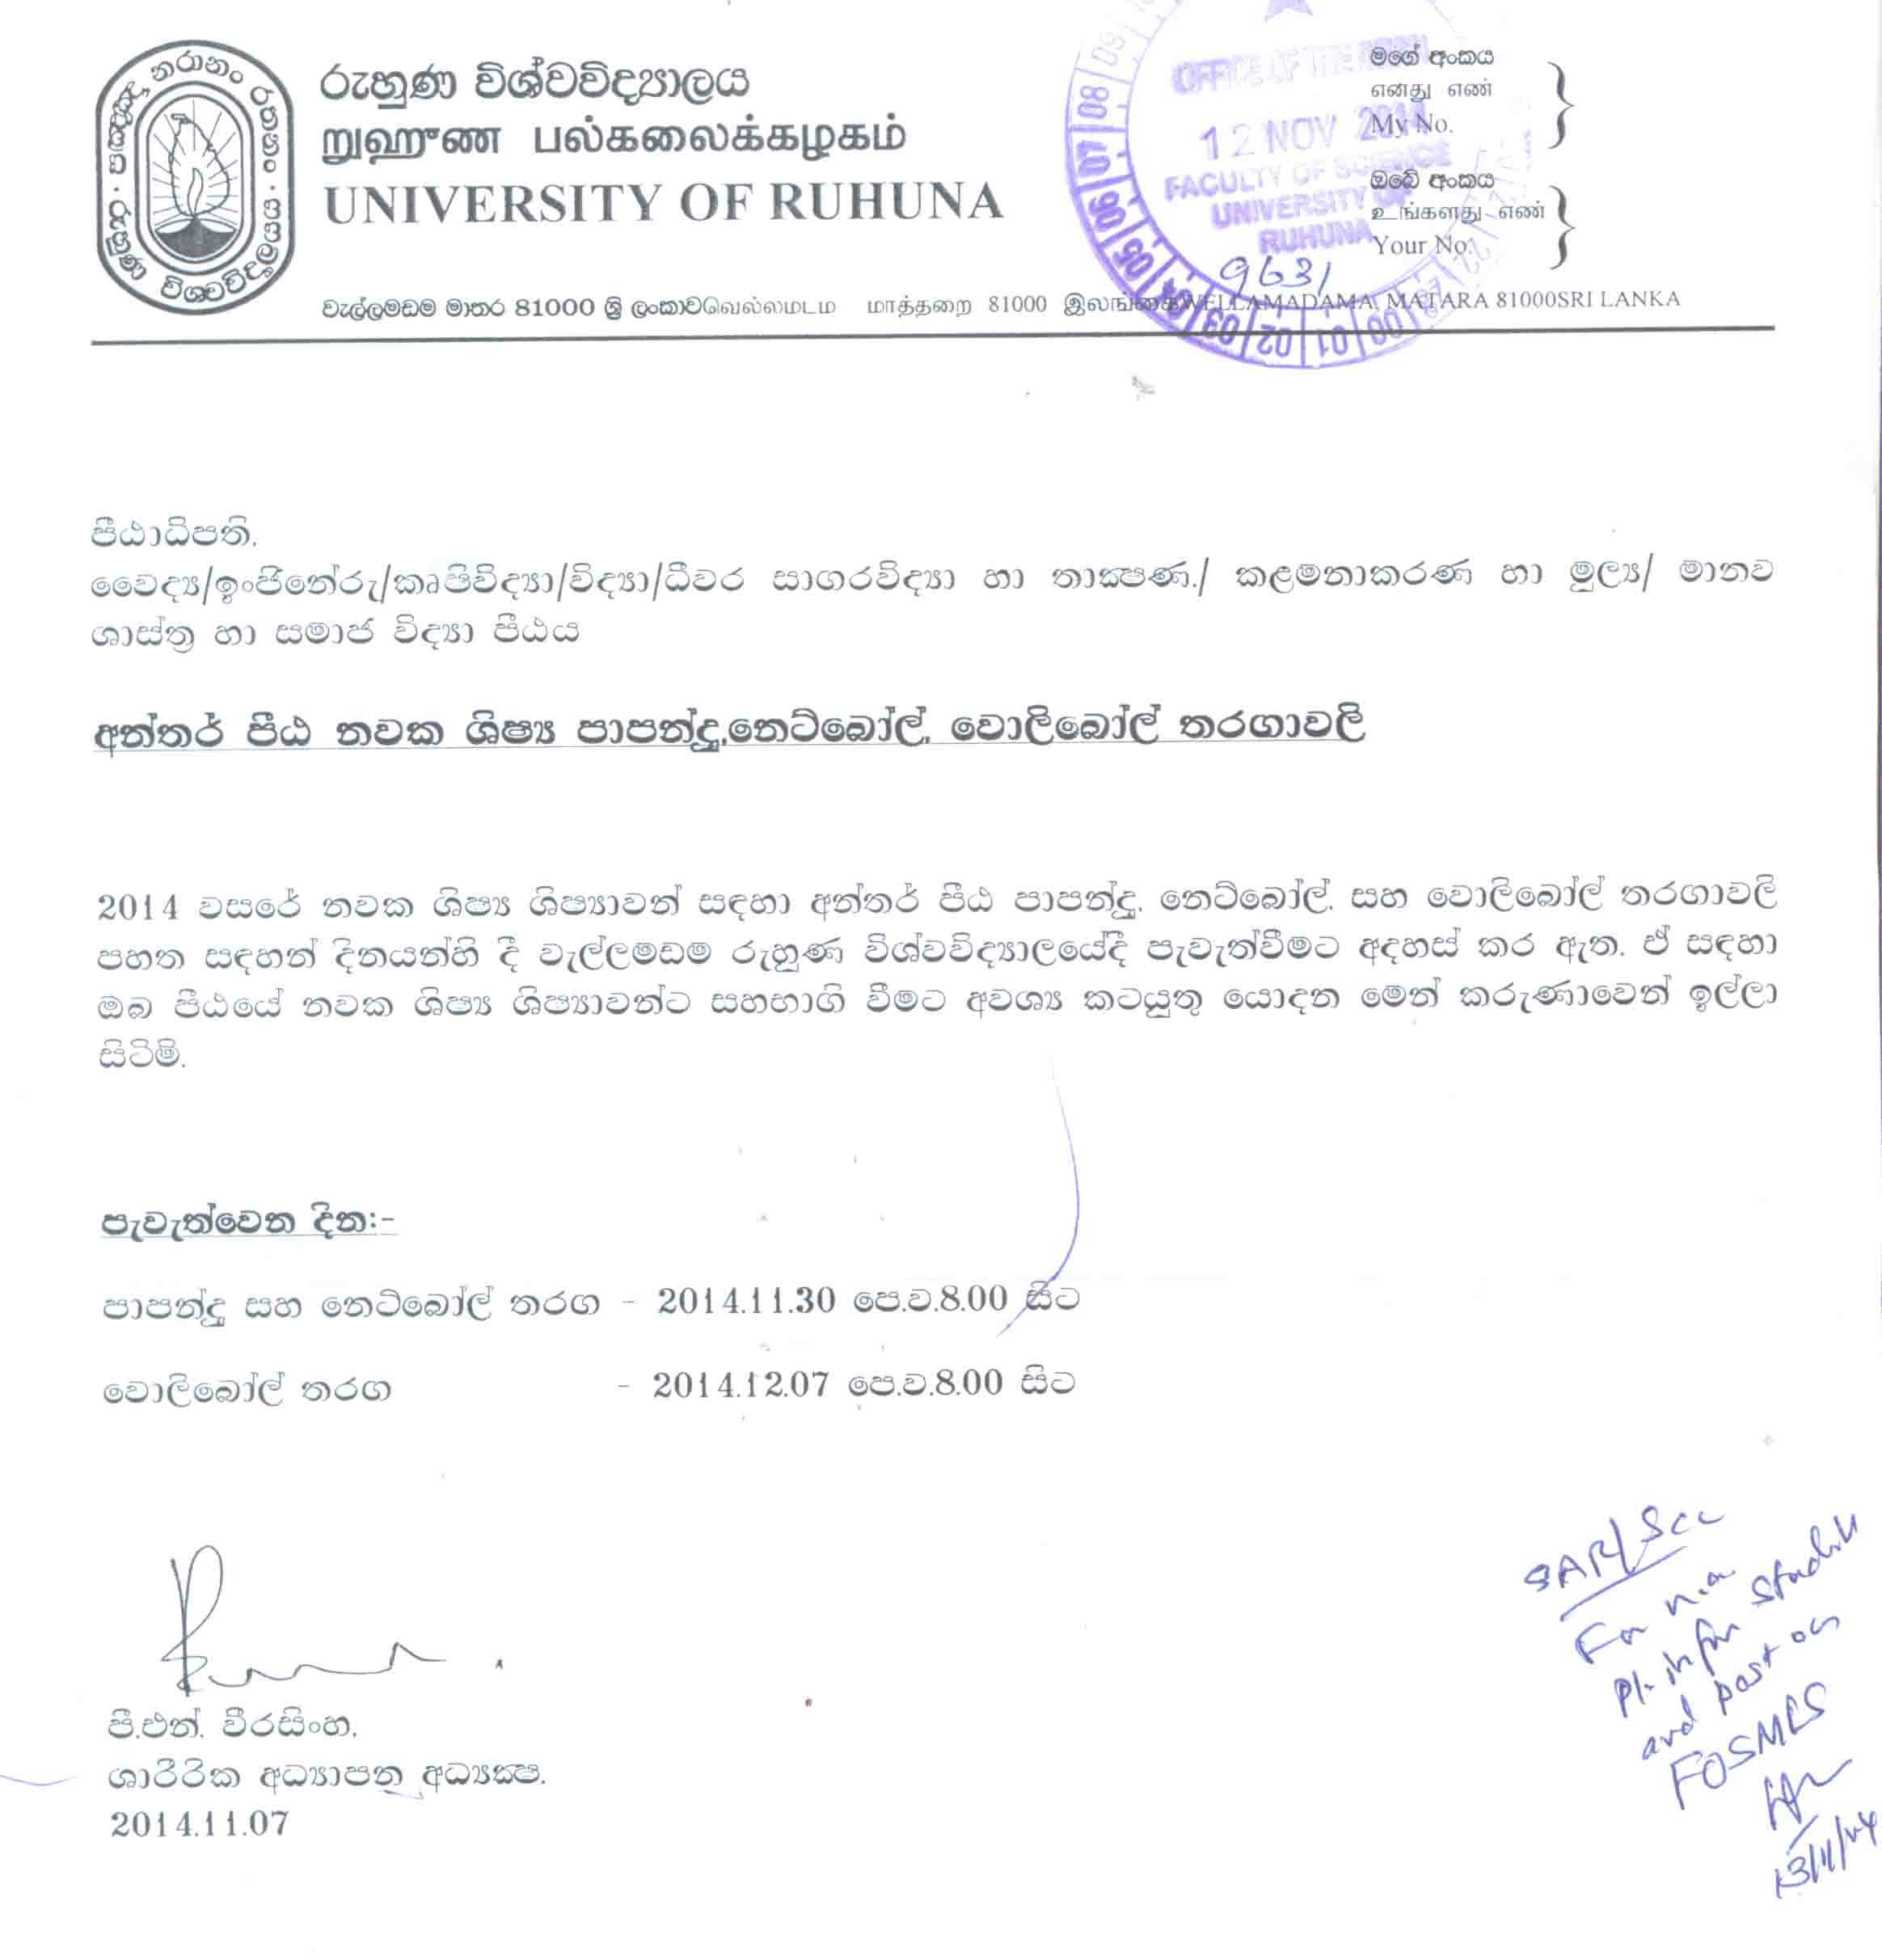 රුහුණ විශ්වවිද්‍යාලය
றுஹுண பல்கலைக்கழகம்
UNIVERSITY OF RUHUNA
OFFICE OF THE DEAN
12 NOV 2014
FACULTY OF SCIENCE
UNIVERSITY OF
RUHUNA
9631
මගේ අංකය
எனது எண்
My No.
ඔබේ අංකය
உங்களது எண்
Your No.
වැල්ලමඩම මාතර 81000 ශ්‍රී ලංකාව வெல்லமடம மாத்தறை 81000 இலங்கை WELLAMADAMA, MATARA 81000 SRI LANKA
පීඨාධිපති,
වෛද්‍ය/ඉංජිනේරු/කෘෂිවිද්‍යා/විද්‍යා/ධීවර සාගරවිද්‍යා හා තාක්‍ෂණ./ කළමනාකරණ හා මූල්‍ය/ මානව
ශාස්ත්‍ර හා සමාජ විද්‍යා පීඨය
අන්තර් පීඨ නවක ශිෂ්‍ය පාපන්දු,නෙට්බෝල්, වොලිබෝල් තරගාවලි
2014 වසරේ නවක ශිෂ්‍ය ශිෂ්‍යාවන් සඳහා අන්තර් පීඨ පාපන්දු, නෙට්බෝල්, සහ වොලිබෝල් තරගාවලි
පහත සඳහන් දිනයන්හි දී වැල්ලමඩම රුහුණ විශ්වවිද්‍යාලයේදී පැවැත්වීමට අදහස් කර ඇත. ඒ සඳහා
ඔබ පීඨයේ නවක ශිෂ්‍ය ශිෂ්‍යාවන්ට සහභාගි වීමට අවශ්‍ය කටයුතු යොදන මෙන් කරුණාවෙන් ඉල්ලා
සිටිමි.
පැවැත්වෙන දින:-
පාපන්දු සහ නෙට්බෝල් තරග - 2014.11.30 පෙ.ව.8.00 සිට
වොලිබෝල් තරග - 2014.12.07 පෙ.ව.8.00 සිට
පී.එන්. වීරසිංහ,
ශාරීරික අධ්‍යාපන අධ්‍යක්‍ෂ.
2014.11.07
SAR/Sc
For n.a
and post on
13/11/14